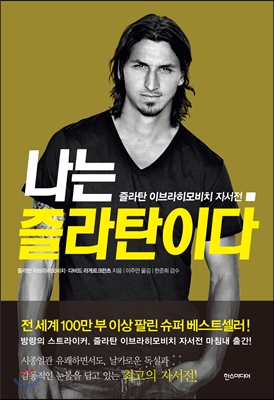 나는
즐라탄 이브라히모비치 자서전
즐라탄이다
즐라탄 이브라히모비치·다비드 라게르크란츠 지음 | 이주만 옮김 | 한준희 감수
전 세계 100만 부 이상 팔린 슈퍼 베스트셀러!
방랑의 스트라이커, 즐라탄 이브라히모비치 자서전 마침내 출간!
시종일관 유쾌하면서도, 날카로운 독설과
감동적인 눈물을 담고 있는 최고의 자서전!
한스미디어